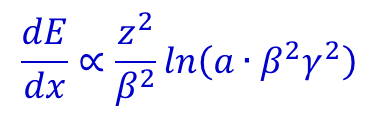 dE/dx ∝ z²/β² ln(a · β²γ²)